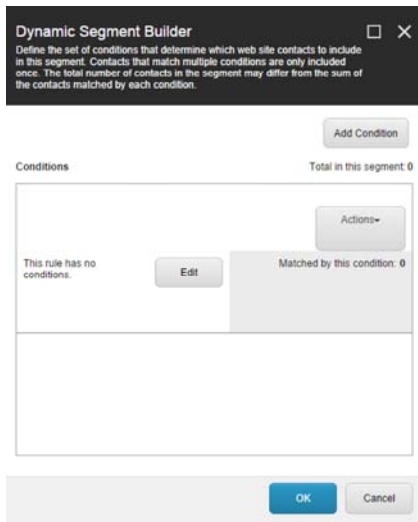 Dynamic Segment Builder
Define the set of conditions that determine which web site contacts to include
in this segment. Contacts that match multiple conditions are only included
once. The total number of contacts in the segment may differ from the sum of
the contacts matched by each condition.
Add Condition
Conditions Total in this segment: 0
Actions
This rule has no
conditions.
Edit
Matched by this condition: 0
OK Cancel